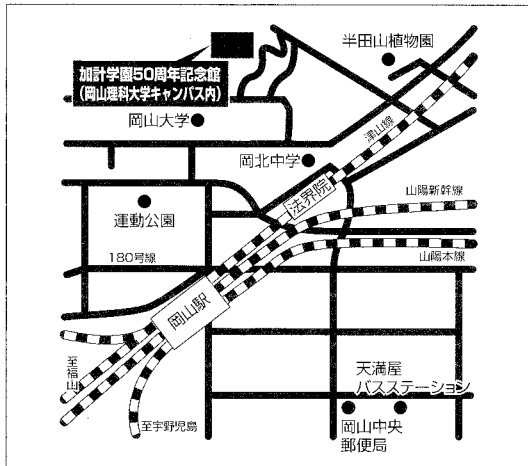 半田山植物園
加計学園50周年記念館
(岡山理科大学キャンパス内)
岡山大学
岡北中学
津山線
法界院
山陽新幹線
運動公園
180号線
山陽本線
岡山駅
至福山
天満屋
バスステーション
至宇野児島
岡山中央
郵便局